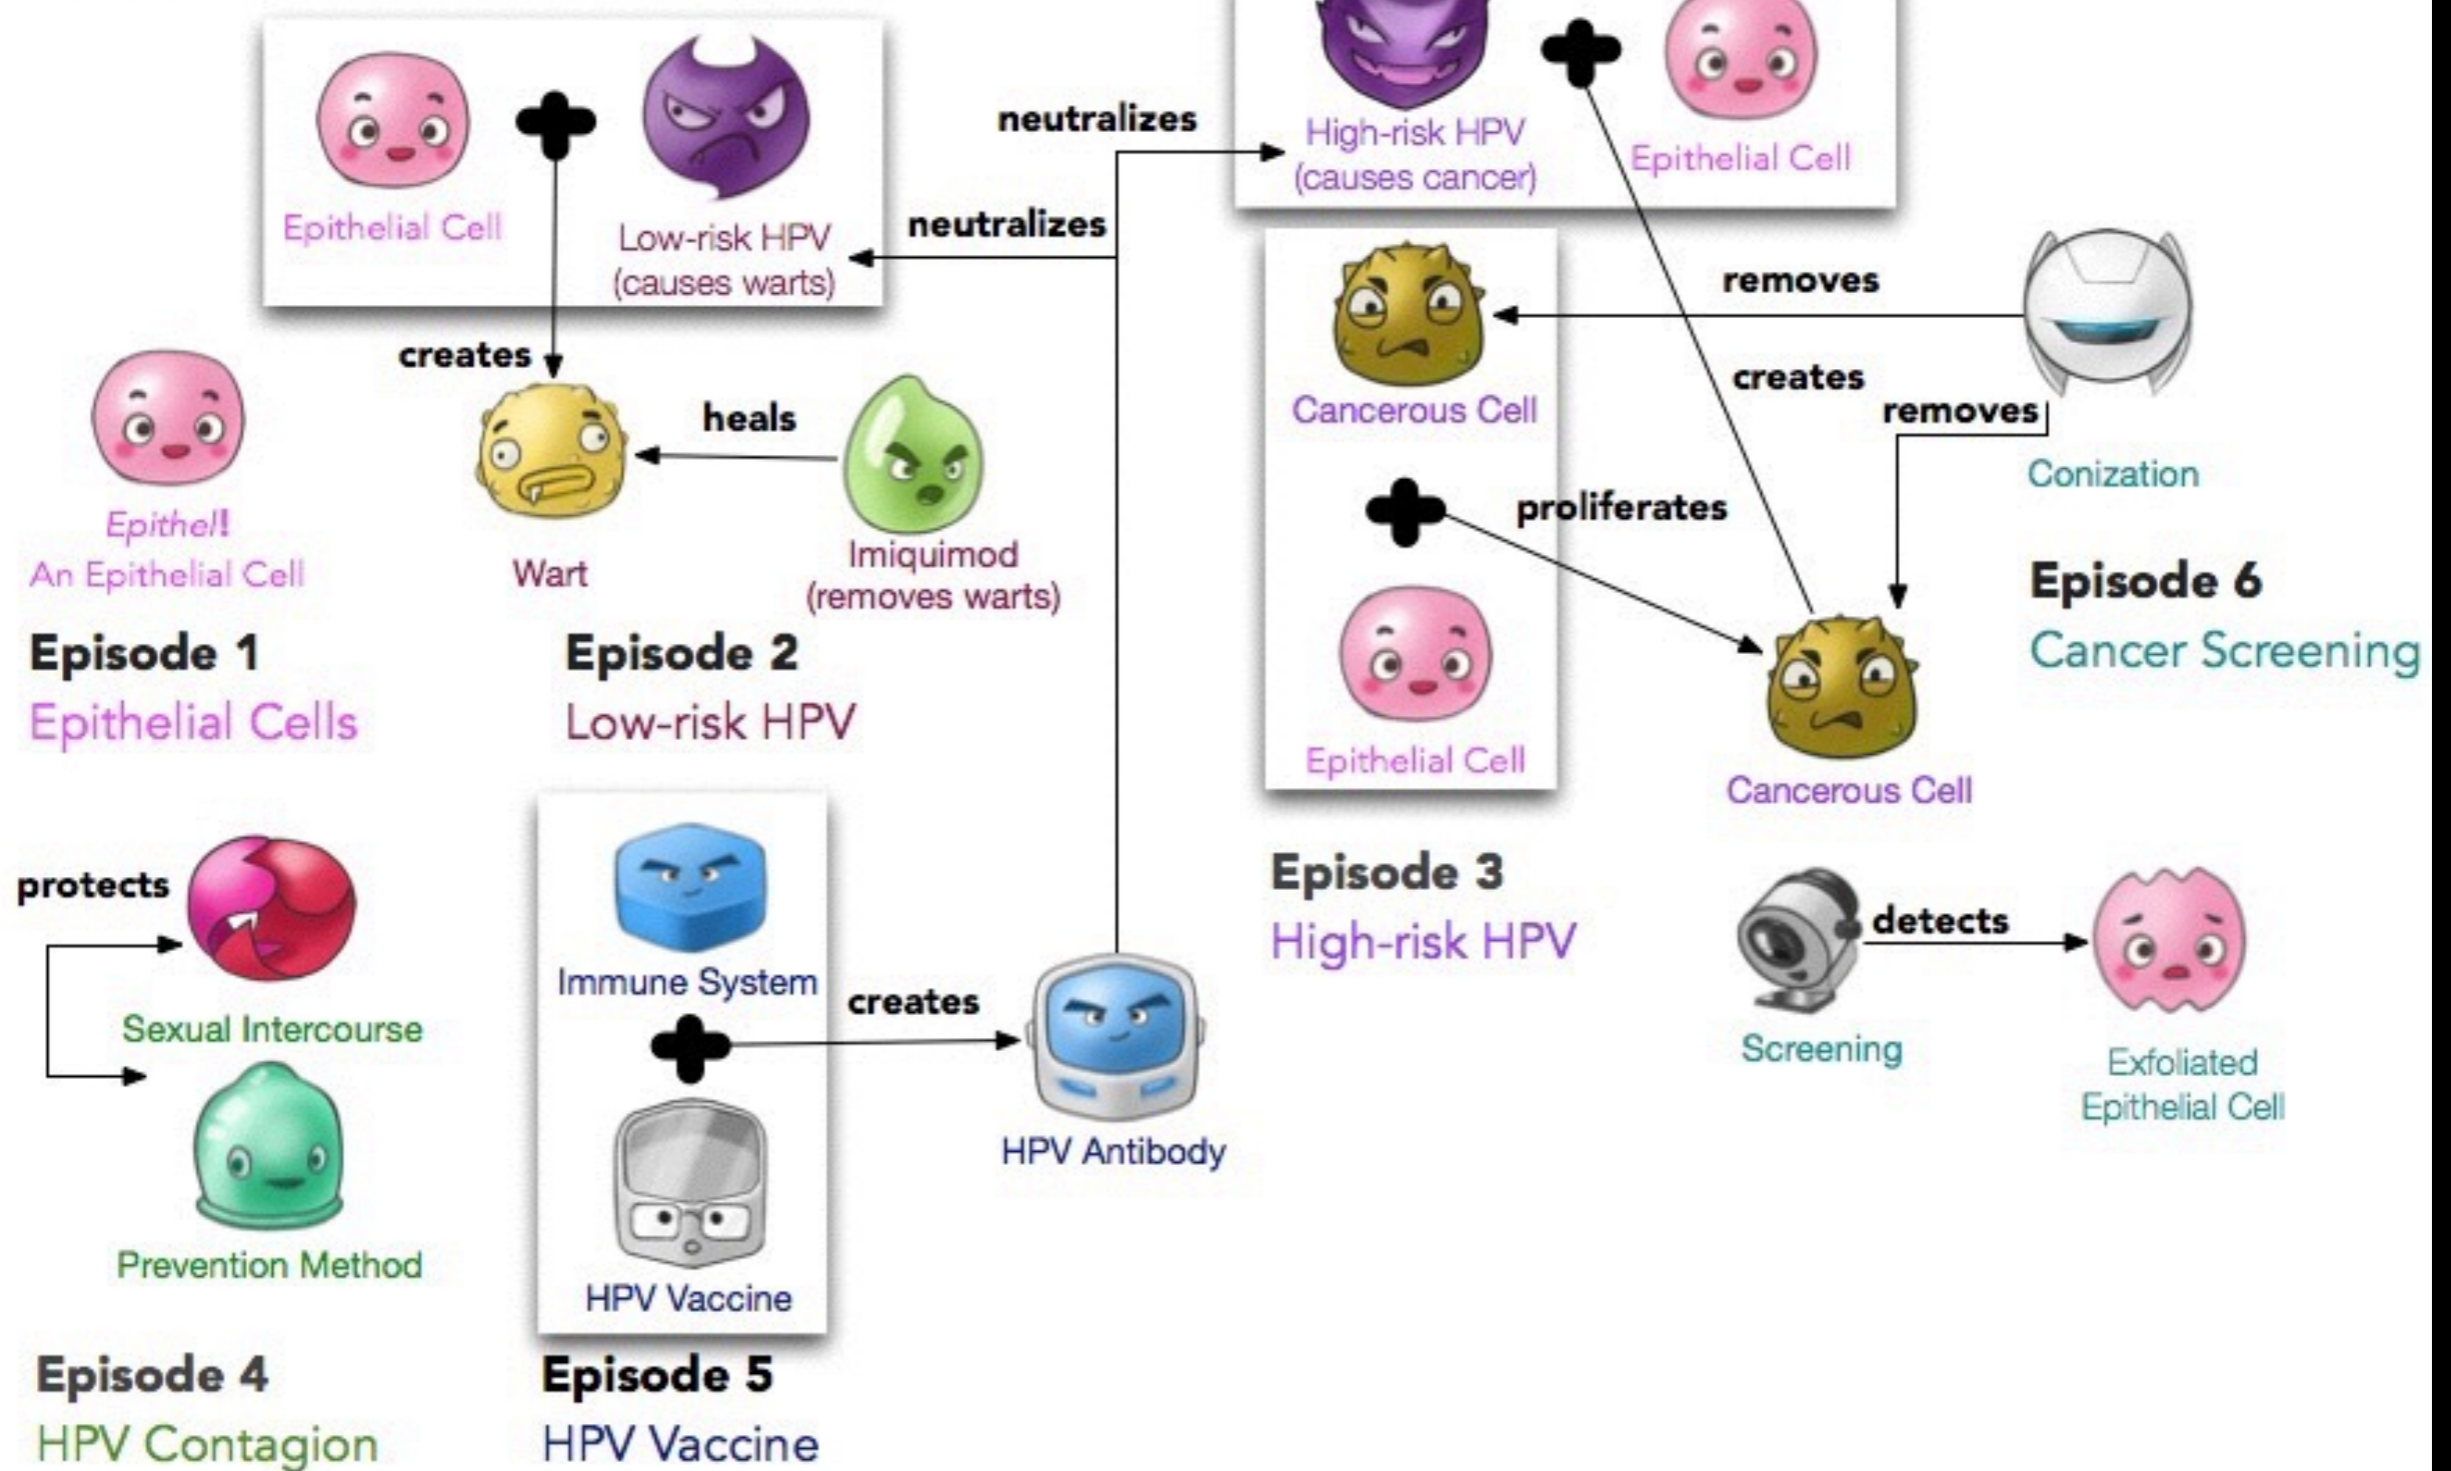 Epithelial Cell
Low-risk HPV
(causes warts)
creates
Epithel!
An Epithelial Cell
Episode 1
Epithelial Cells
Wart
heals
Imiquimod
(removes warts)
Episode 2
Low-risk HPV
neutralizes
neutralizes
High-risk HPV
(causes cancer)
Epithelial Cell
Cancerous Cell
removes
creates
removes
Conization
proliferates
Epithelial Cell
Cancerous Cell
Episode 3
High-risk HPV
Episode 6
Cancer Screening
Screening
detects
Exfoliated
Epithelial Cell
protects
Sexual Intercourse
Prevention Method
Episode 4
HPV Contagion
Immune System
creates
HPV Antibody
HPV Vaccine
Episode 5
HPV Vaccine